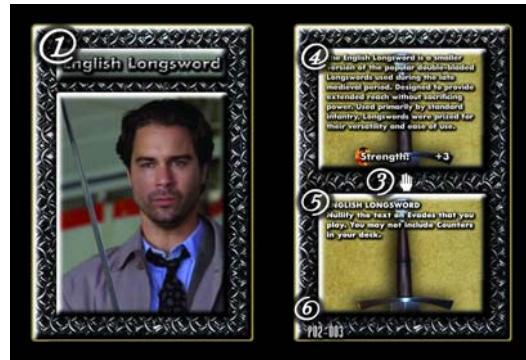 1
English Longsword
4
The English Longsword is a smaller
version of the popular double-bladed
Longswords used during the late
medieval period. Designed to provide
extended reach without sacrificing
power. Used primarily by standard
infantry, Longswords were prized for
their versatility and ease of use.
Strength: +3
3
5
ENGLISH LONGSWORD
Nullify the text on Evades that you
play. You may not include Counters
in your deck.
6
P02-003